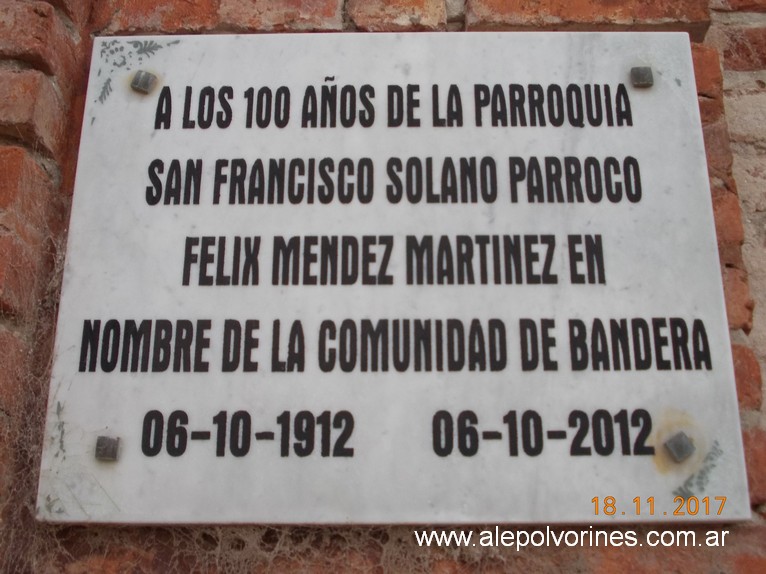 A LOS 100 AÑOS DE LA PARROQUIA
SAN FRANCISCO SOLANO PARROCO
FELIX MENDEZ MARTINEZ EN
NOMBRE DE LA COMUNIDAD DE BANDERA
06-10-1912 06-10-2012
18.11.2017
www.alepolvorines.com.ar